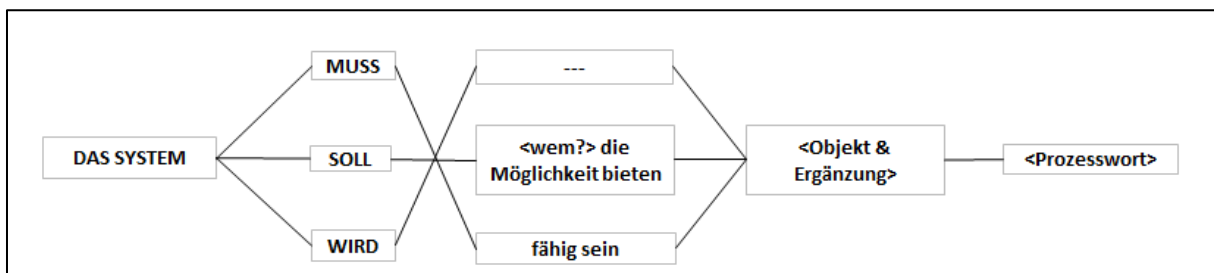 DAS SYSTEM
MUSS
SOLL
WIRD
---
<wem?> die
Möglichkeit bieten
fähig sein
<Objekt &
Ergänzung>
<Prozesswort>